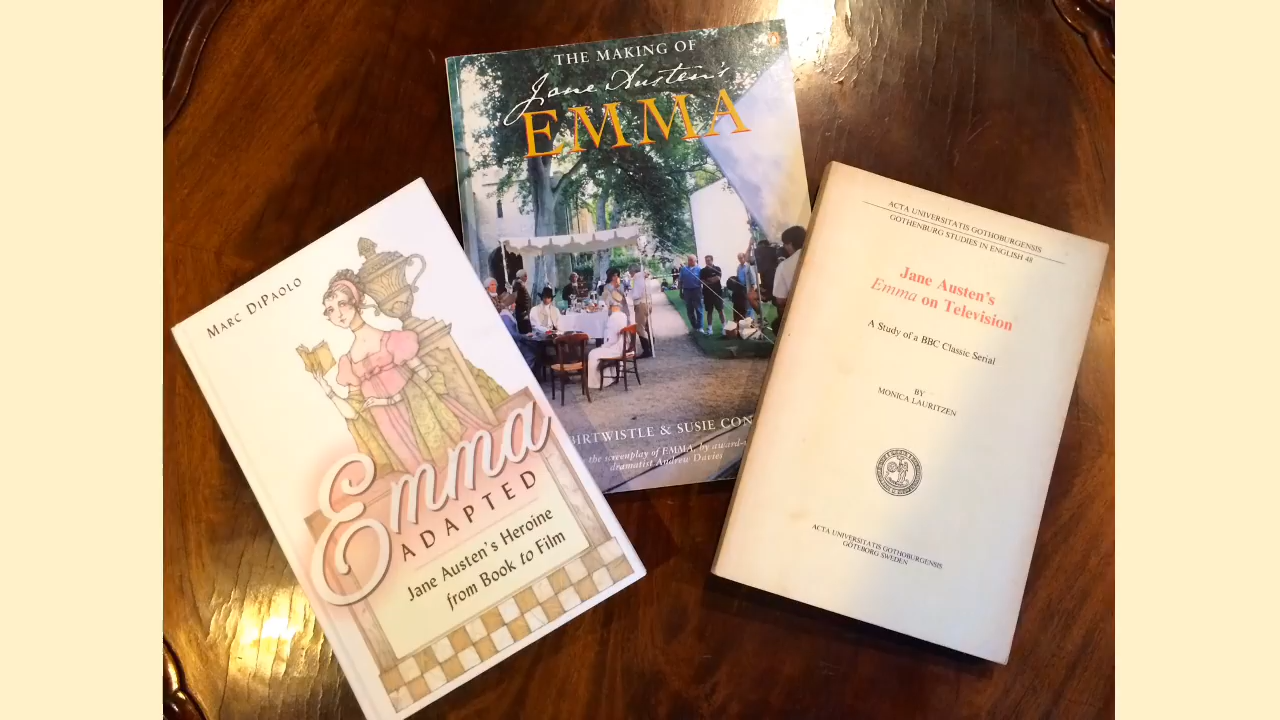 THE MAKING OF
Jane Austen's
EMMA
BIRTWISTLE & SUSIE CON
the screenplay of EMMA, by award-
dramatist Andrew Davies
MARC DIPAOLO
Emma
ADAPTED
Jane Austen's Heroine
from Book to Film
ACTA UNIVERSITATIS GOTHOBURGENSIS
GOTHENBURG STUDIES IN ENGLISH 48
Jane Austen's
Emma on Television
A Study of a BBC Classic Serial
BY
MONICA LAURITZEN
ACTA UNIVERSITATIS GOTHOBURGENSIS
GÖTEBORG SWEDEN